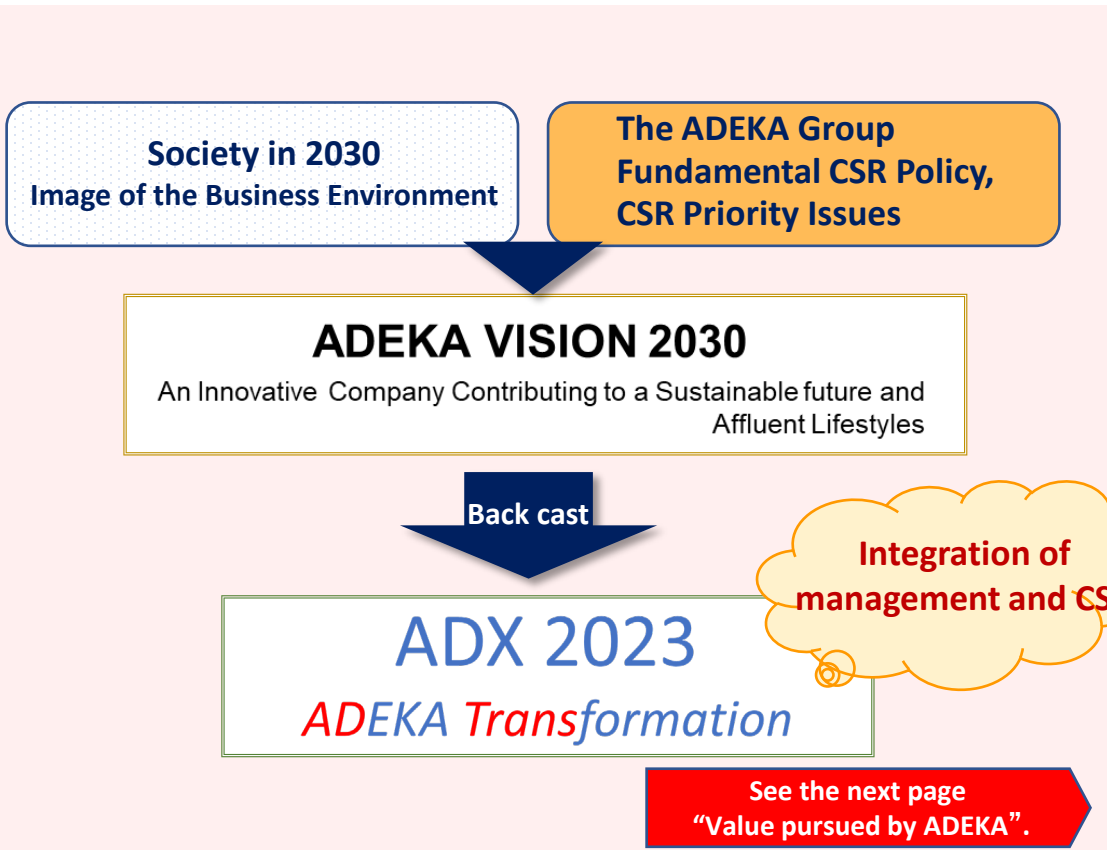 Society in 2030
Image of the Business Environment
The ADEKA Group
Fundamental CSR Policy,
CSR Priority Issues
ADEKA VISION 2030
An Innovative Company Contributing to a Sustainable future and
Affluent Lifestyles
Back cast
Integration of
management and CS
ADX 2023
ADEKA Transformation
See the next page
“Value pursued by ADEKA”.